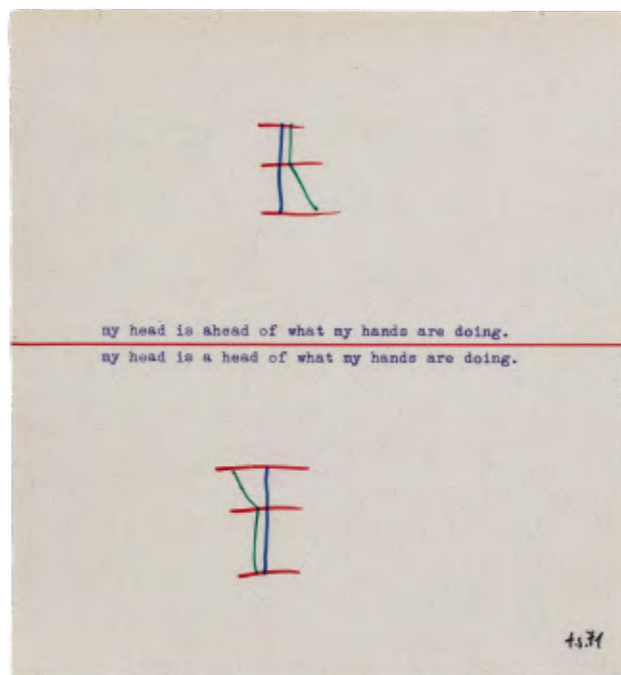 my head is ahead of what my hands are doing.
my head is a head of what my hands are doing.
t.s.71